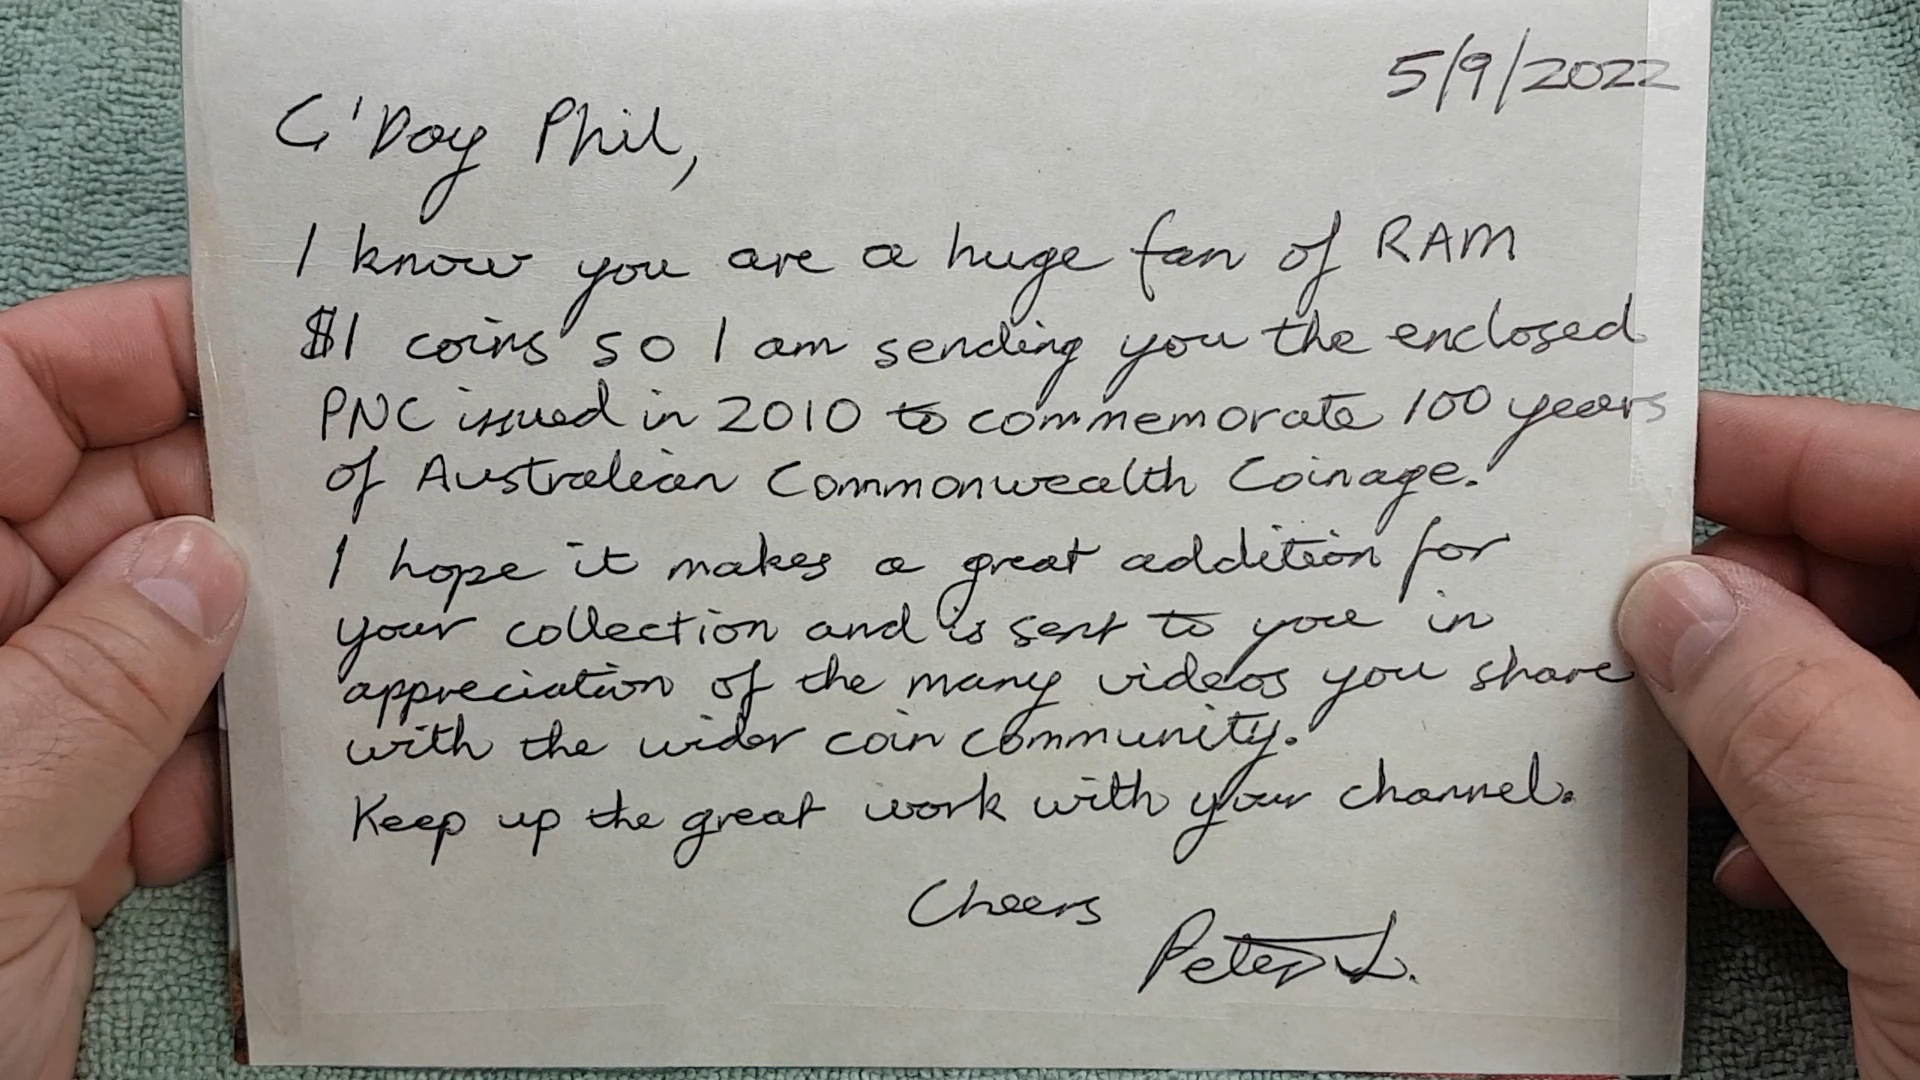 5/9/2022
G'Day Phil,
I know you are a huge fan of RAM
$1 coins so I am sending you the enclosed
PNC issued in 2010 to commemorate 100 years
of Australian Commonwealth Coinage.
I hope it makes a great addition for
your collection and is sent to you in
appreciation of the many videos you share
with the wider coin community.
Keep up the great work with your channel.
Cheers
Peter L.